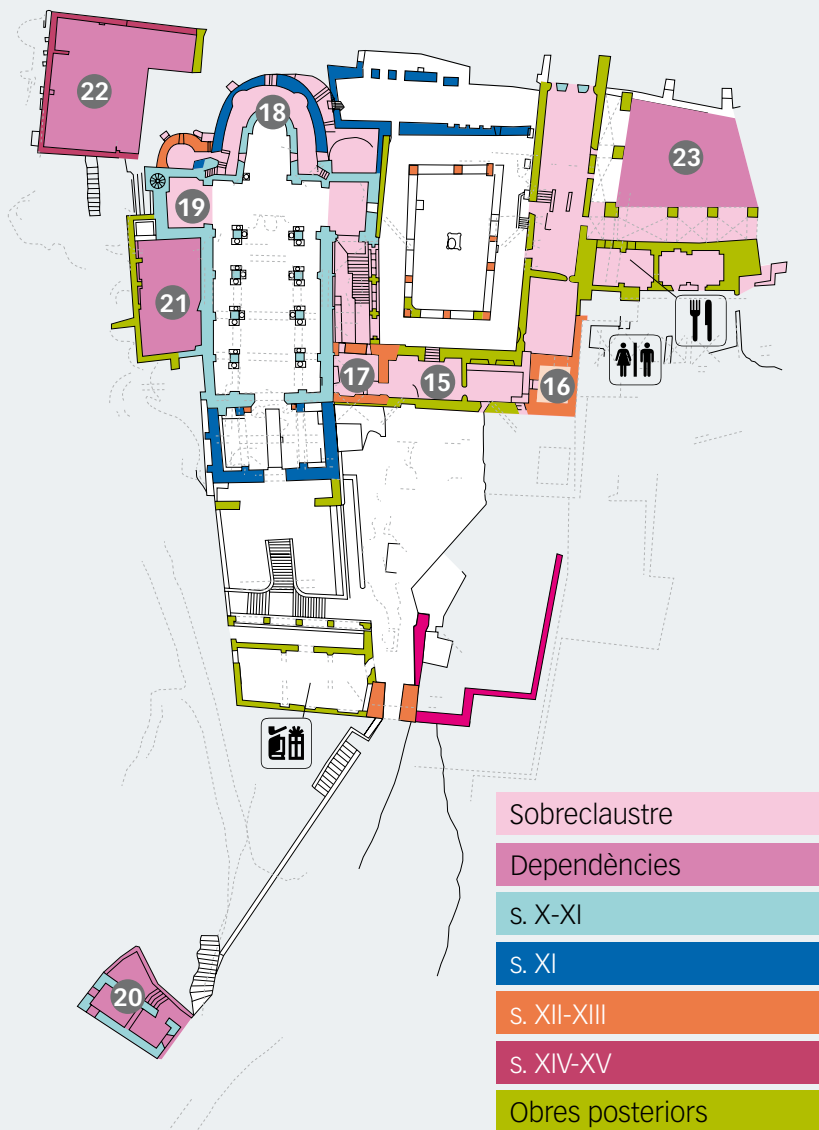 22
18
23
19
21
17
15
16
20
Sobreclaustre
Dependències
s. X-XI
s. XI
s. XII-XIII
s. XIV-XV
Obres posteriors